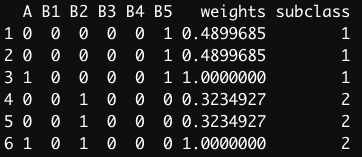 A B1 B2 B3 B4 B5 weights subclass
1 0 0 0 0 0 1 0.4899685 1
2 0 0 0 0 0 1 0.4899685 1
3 1 0 0 0 0 1 1.0000000 1
4 0 0 1 0 0 0 0.3234927 2
5 0 0 1 0 0 0 0.3234927 2
6 1 0 1 0 0 0 1.0000000 2